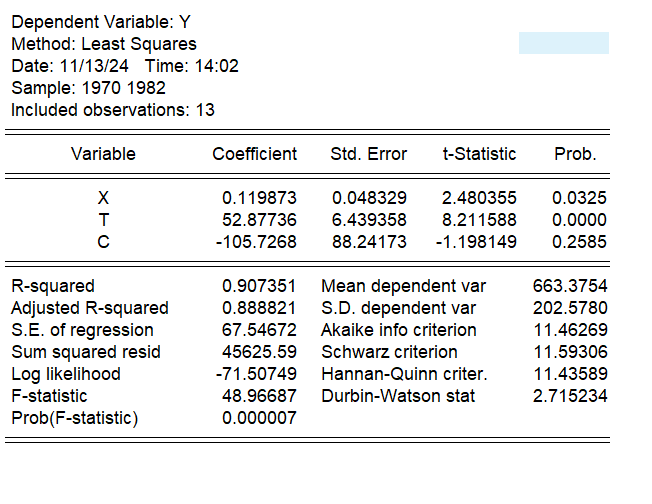 Dependent Variable: Y
Method: Least Squares
Date: 11/13/24 Time: 14:02
Sample: 1970 1982
Included observations: 13
Variable Coefficient Std. Error t-Statistic Prob.
X 0.119873 0.048329 2.480355 0.0325
T 52.87736 6.439358 8.211588 0.0000
C -105.7268 88.24173 -1.198149 0.2585
R-squared 0.907351 Mean dependent var 663.3754
Adjusted R-squared 0.888821 S.D. dependent var 202.5780
S.E. of regression 67.54672 Akaike info criterion 11.46269
Sum squared resid 45625.59 Schwarz criterion 11.59306
Log likelihood -71.50749 Hannan-Quinn criter. 11.43589
F-statistic 48.96687 Durbin-Watson stat 2.715234
Prob(F-statistic) 0.000007